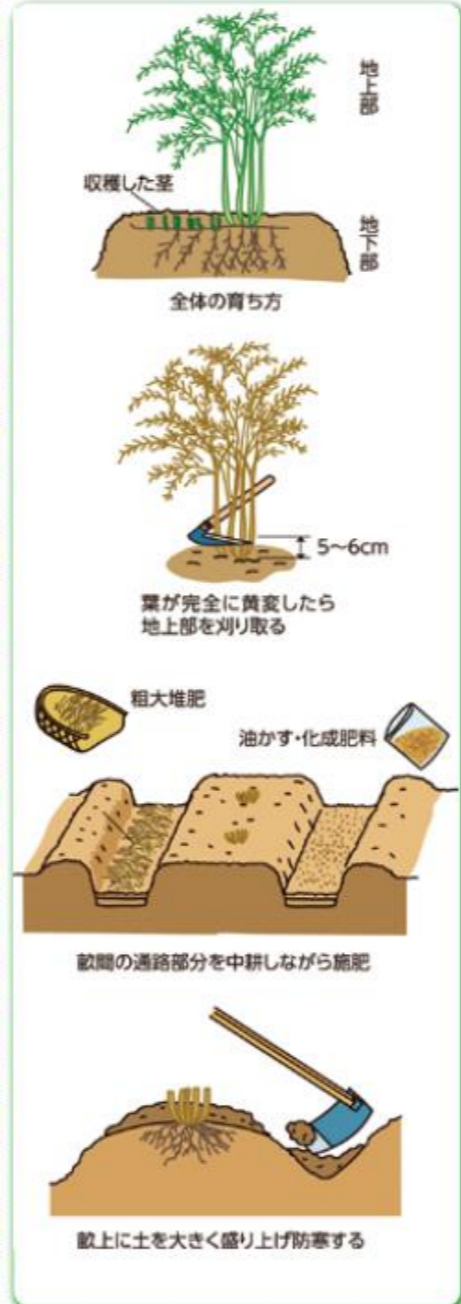 地上部
収穫した茎
地下部
全体の育ち方
5〜6cm
葉が完全に黄変したら
地上部を刈り取る
粗大堆肥
油かす・化成肥料
畝間の通路部分を中耕しながら施肥
畝上に土を大きく盛り上げ防寒する